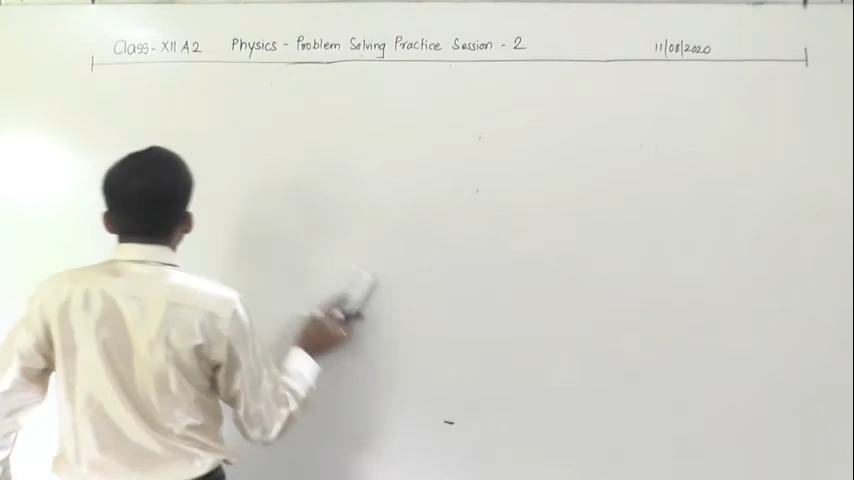 Class - XII A2 Physics - Problem Solving Practice Session - 2 11/08/2020